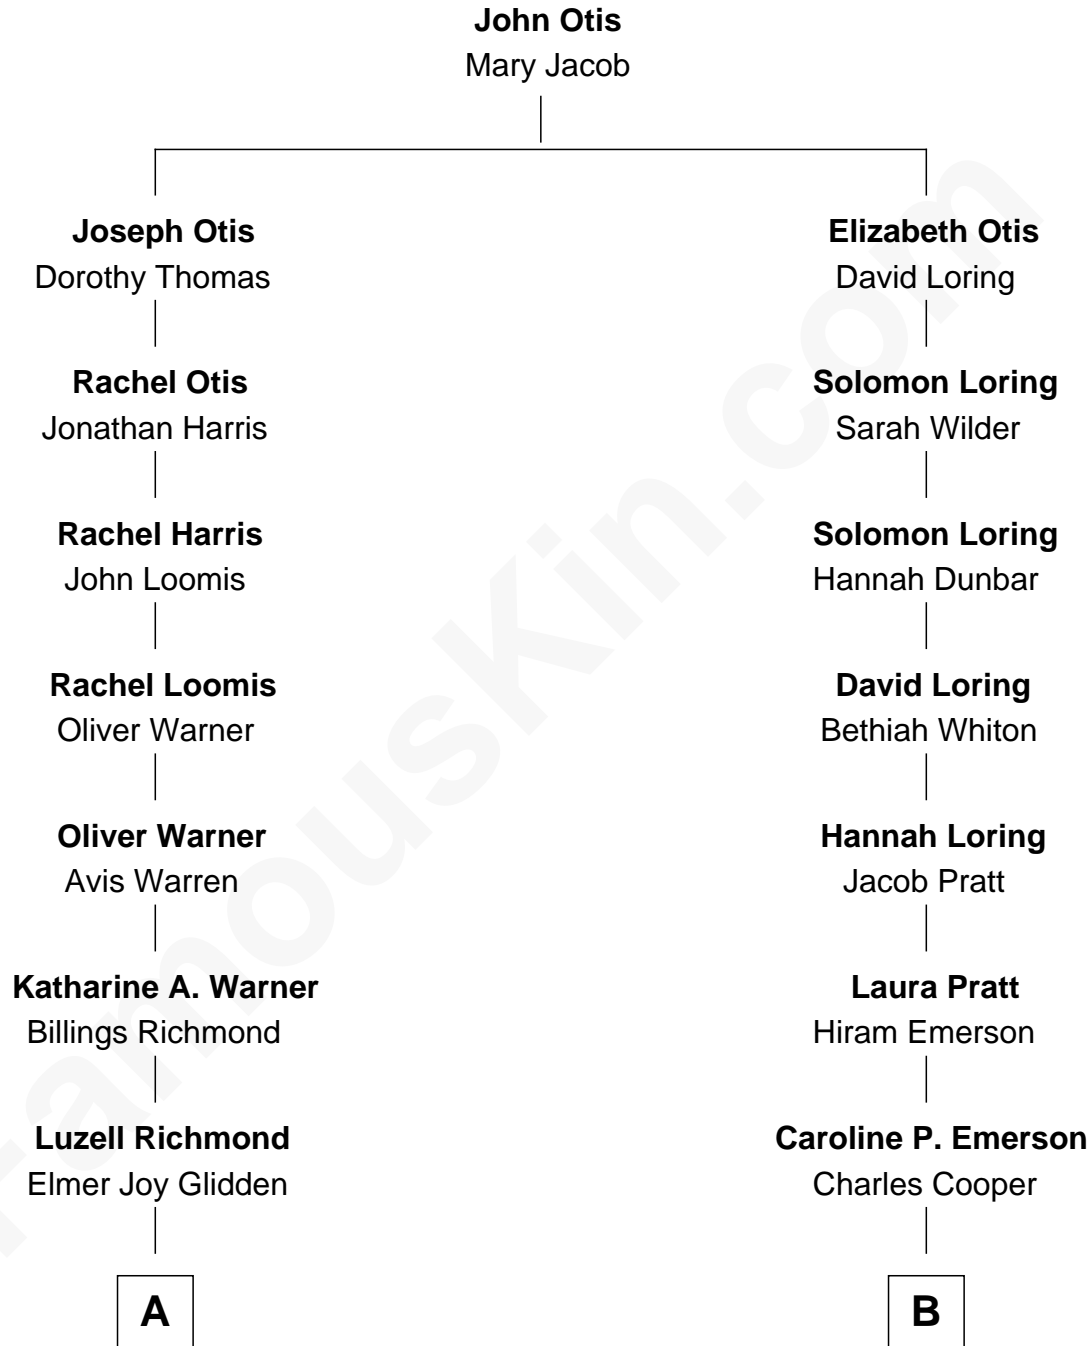 John Otis
Mary Jacob
Joseph Otis
Dorothy Thomas
Elizabeth Otis
David Loring
Rachel Otis
Jonathan Harris
Solomon Loring
Sarah Wilder
Rachel Harris
John Loomis
Solomon Loring
Hannah Dunbar
Rachel Loomis
Oliver Warner
David Loring
Bethiah Whiton
Oliver Warner
Avis Warren
Hannah Loring
Jacob Pratt
Katharine A. Warner
Billings Richmond
Laura Pratt
Hiram Emerson
Luzell Richmond
Elmer Joy Glidden
Caroline P. Emerson
Charles Cooper
A
B
FamousKin.com